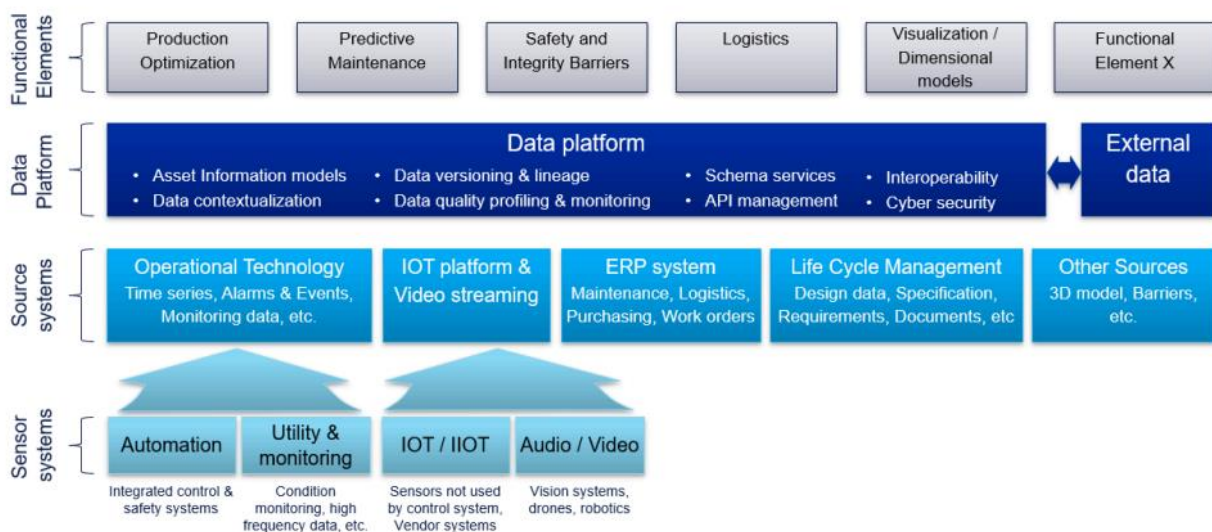 Functional
Elements
Production
Optimization
Predictive
Maintenance
Safety and
Integrity Barriers
Logistics
Visualization /
Dimensional
models
Functional
Element X
Data
Platform
Data platform
• Asset Information models
• Data contextualization
• Data versioning & lineage
• Data quality profiling & monitoring
• Schema services
• API management
• Interoperability
• Cyber security
External
data
Source
systems
Operational Technology
Time series, Alarms & Events,
Monitoring data, etc.
IOT platform &
Video streaming
ERP system
Maintenance, Logistics,
Purchasing, Work orders
Life Cycle Management
Design data, Specification,
Requirements, Documents, etc
Other Sources
3D model, Barriers,
etc.
Sensor
systems
Automation
Utility &
monitoring
IOT / IIOT
Audio / Video
Integrated control &
safety systems
Condition
monitoring, high
frequency data, etc.
Sensors not used
by control system,
Vendor systems
Vision systems,
drones, robotics